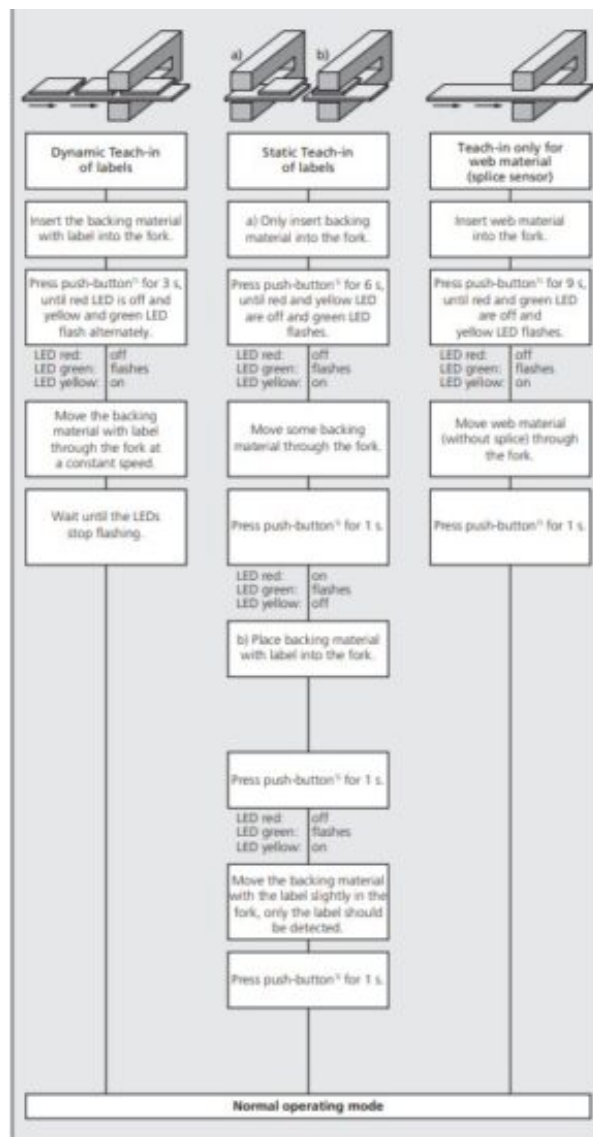 a)
b)
Dynamic Teach-in
of labels
Insert the backing material
with label into the fork.
Press push-button¹⁾ for 3 s,
until red LED is off and
yellow and green LED
flash alternately.
LED red: off
LED green: flashes
LED yellow: on
Move the backing
material with label
through the fork at
a constant speed.
Wait until the LEDs
stop flashing.
Static Teach-in
of labels
a) Only insert backing
material into the fork.
Press push-button¹⁾ for 6 s,
until red and yellow LED
are off and green LED
flashes.
LED red: off
LED green: flashes
LED yellow: on
Move some backing
material through the fork.
Press push-button¹⁾ for 1 s.
LED red: on
LED green: flashes
LED yellow: off
b) Place backing material
with label into the fork.
Press push-button¹⁾ for 1 s.
LED red: off
LED green: flashes
LED yellow: on
Move the backing material
with the label slightly in the
fork, only the label should
be detected.
Press push-button¹⁾ for 1 s.
Teach-in only for
web material
(splice sensor)
Insert web material
into the fork.
Press push-button¹⁾ for 9 s,
until red and green LED
are off and
yellow LED flashes.
LED red: off
LED green: flashes
LED yellow: on
Move web material
(without splice) through
the fork.
Press push-button¹⁾ for 1 s.
Normal operating mode